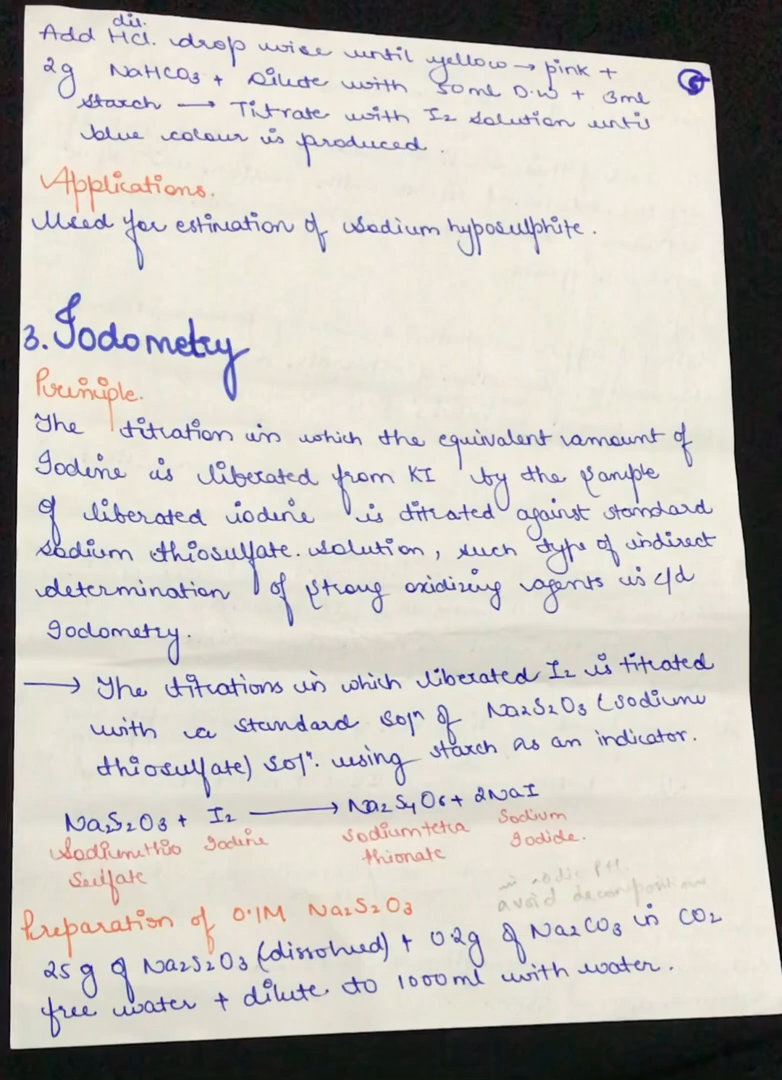 dil.
Add HCl. drop wise until yellow → pink +
5
2g NaHCO3 + Dilute with 50ml D.W + 3ml
starch → Titrate with I2 solution until
blue colour is produced.
Applications.
Used for estimation of sodium hyposulphite.
3. Iodometry
Principle.
The titration in which the equivalent amount of
Iodine is liberated from KI by the sample
of liberated iodine is titrated against standard
sodium thiosulfate. solution, such type of indirect
determination of strong oxidizing agents is c/d
Iodometry.
→ The titrations in which liberated I2 is titrated
with a standard sol^n of Na2S2O3 (sodium
thiosulfate) sol^n. using starch as an indicator.
Na2S2O3 + I2 → Na2S4O6 + 2NaI
Sodiumthio Iodine Sodiumtetra Sodium
Sulfate thionate Iodide.
pH.
avoid decomposition
Preparation of 0.1M Na2S2O3
25g of Na2S2O3 (dissolved) + 0.2g of Na2CO3 in CO2
free water + dilute to 1000ml with water.